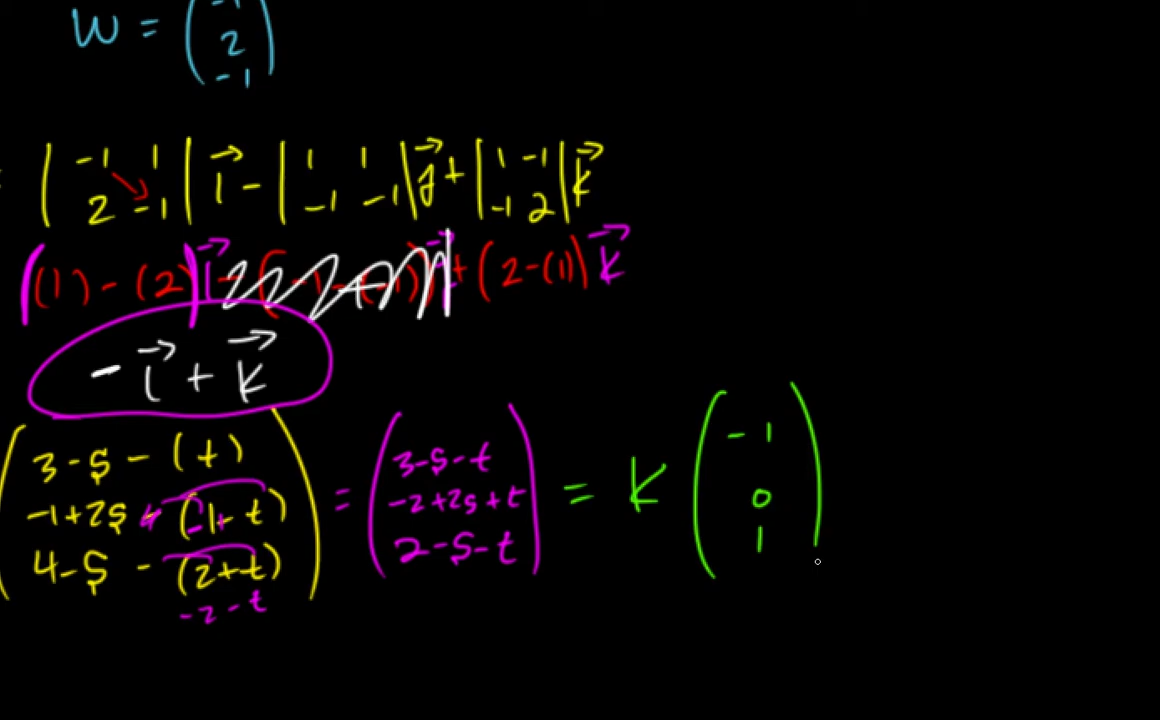 W = ( -1 2 -1 )
= | -1 1 2 -1 | i - | 1 1 -1 -1 | j + | 1 -1 -1 2 | k
((1) - (2)) i + (2-(1)) k
- i + k
( 3-s - (t) = ( 3-s-t
-1+2s - (1-t) -2+2s+t = k ( -1 0 1 )
4-s - (2+t) ) 2-s-t )
-2-t